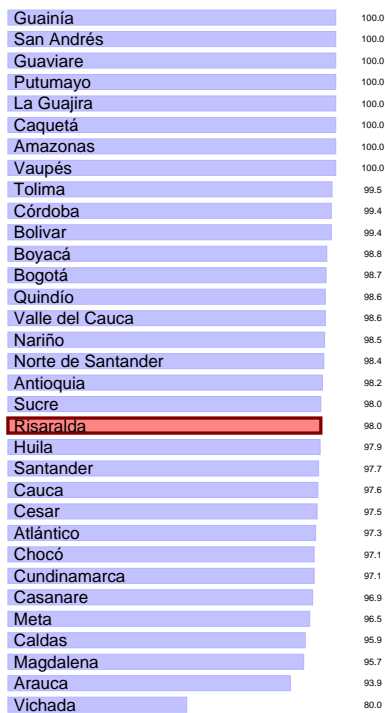 Guainía 100.0
San Andrés 100.0
Guaviare 100.0
Putumayo 100.0
La Guajira 100.0
Caquetá 100.0
Amazonas 100.0
Vaupés 100.0
Tolima 99.5
Córdoba 99.4
Bolivar 99.4
Boyacá 98.8
Bogotá 98.7
Quindío 98.6
Valle del Cauca 98.6
Nariño 98.5
Norte de Santander 98.4
Antioquia 98.2
Sucre 98.0
Risaralda 98.0
Huila 97.9
Santander 97.7
Cauca 97.6
Cesar 97.5
Atlántico 97.3
Chocó 97.1
Cundinamarca 97.1
Casanare 96.9
Meta 96.5
Caldas 95.9
Magdalena 95.7
Arauca 93.9
Vichada 80.0